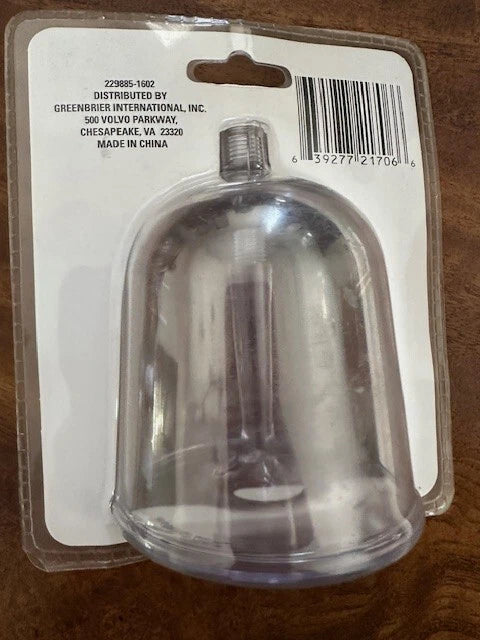 229885-1602
DISTRIBUTED BY
GREENBRIER INTERNATIONAL, INC.
500 VOLVO PARKWAY,
CHESAPEAKE, VA 23320
MADE IN CHINA
6 39277 21706 6